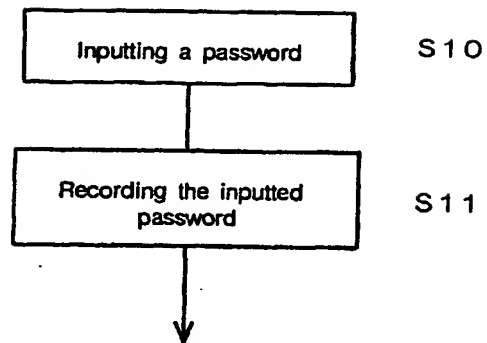 Inputting a password
S10
Recording the inputted
password
S11